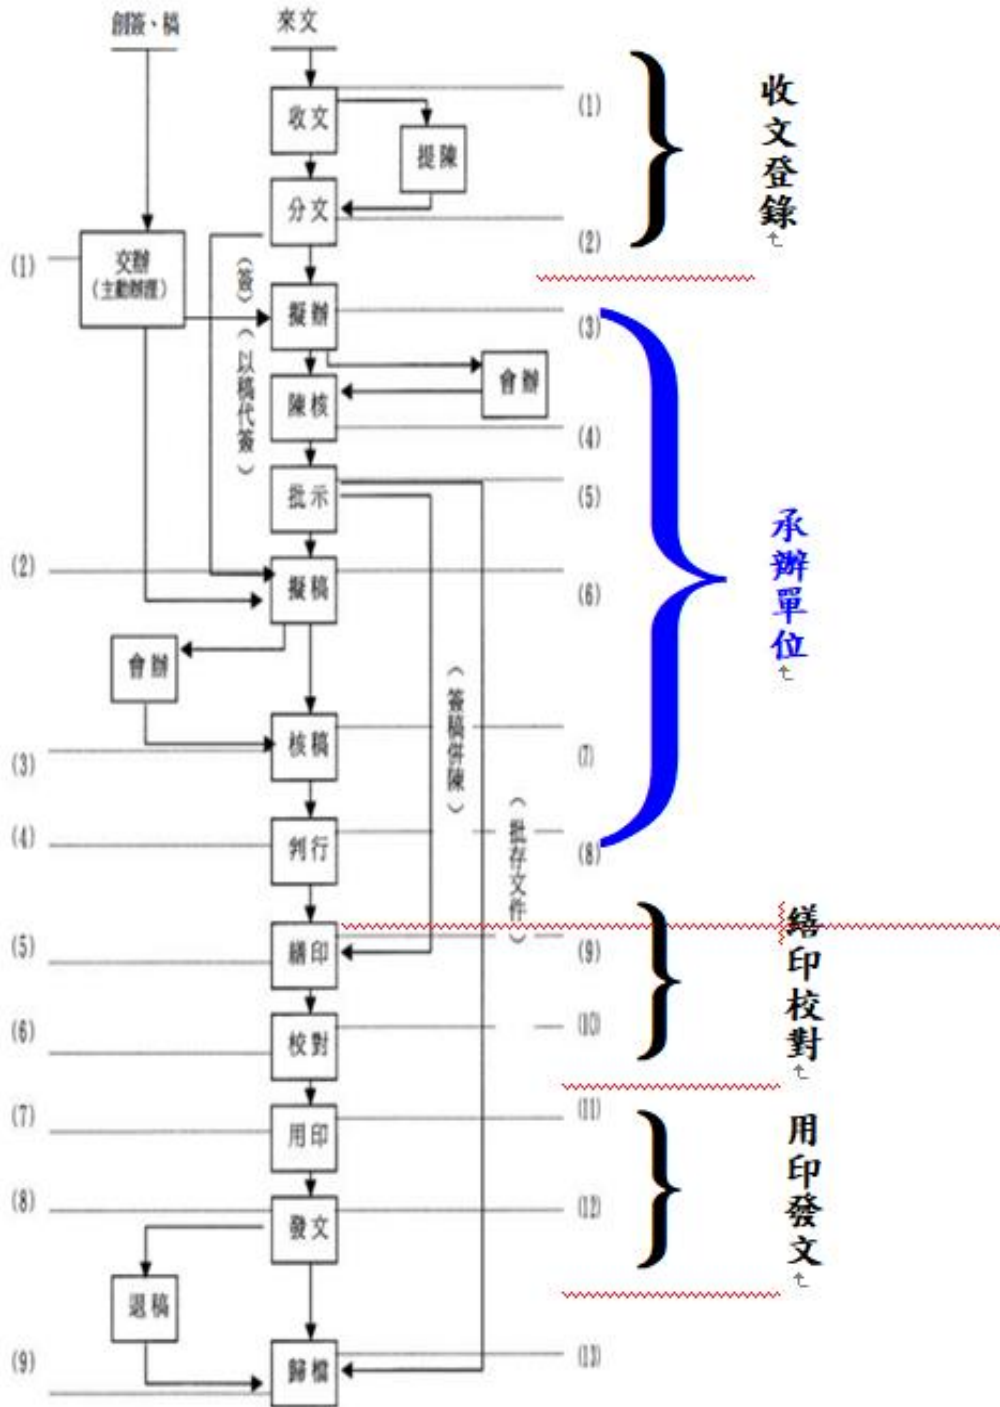 創簽、稿
來文
收文
(1)
提陳
分文
(2)
收文登錄
(1)
交辦
(主動辦理)
(簽)(以稿代簽)
擬辦
(3)
會辦
陳核
(4)
批示
(5)
(2)
擬稿
(6)
承辦單位
會辦
(簽稿併陳)
核稿
(7)
(3)
(批存文件)
(4)
判行
(8)
(5)
繕印
(9)
(6)
校對
(10)
繕印校對
(7)
用印
(11)
(8)
發文
(12)
用印發文
退稿
(9)
歸檔
(13)